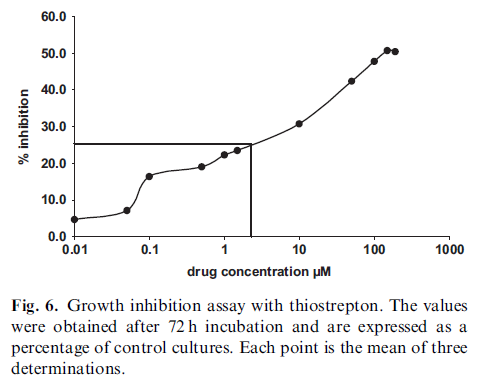 60.0
50.0
40.0
30.0
20.0
10.0
0.0
% inhibition
0.01 0.1 1 10 100 1000
drug concentration µM
Fig. 6. Growth inhibition assay with thiostrepton. The values
were obtained after 72 h incubation and are expressed as a
percentage of control cultures. Each point is the mean of three
determinations.